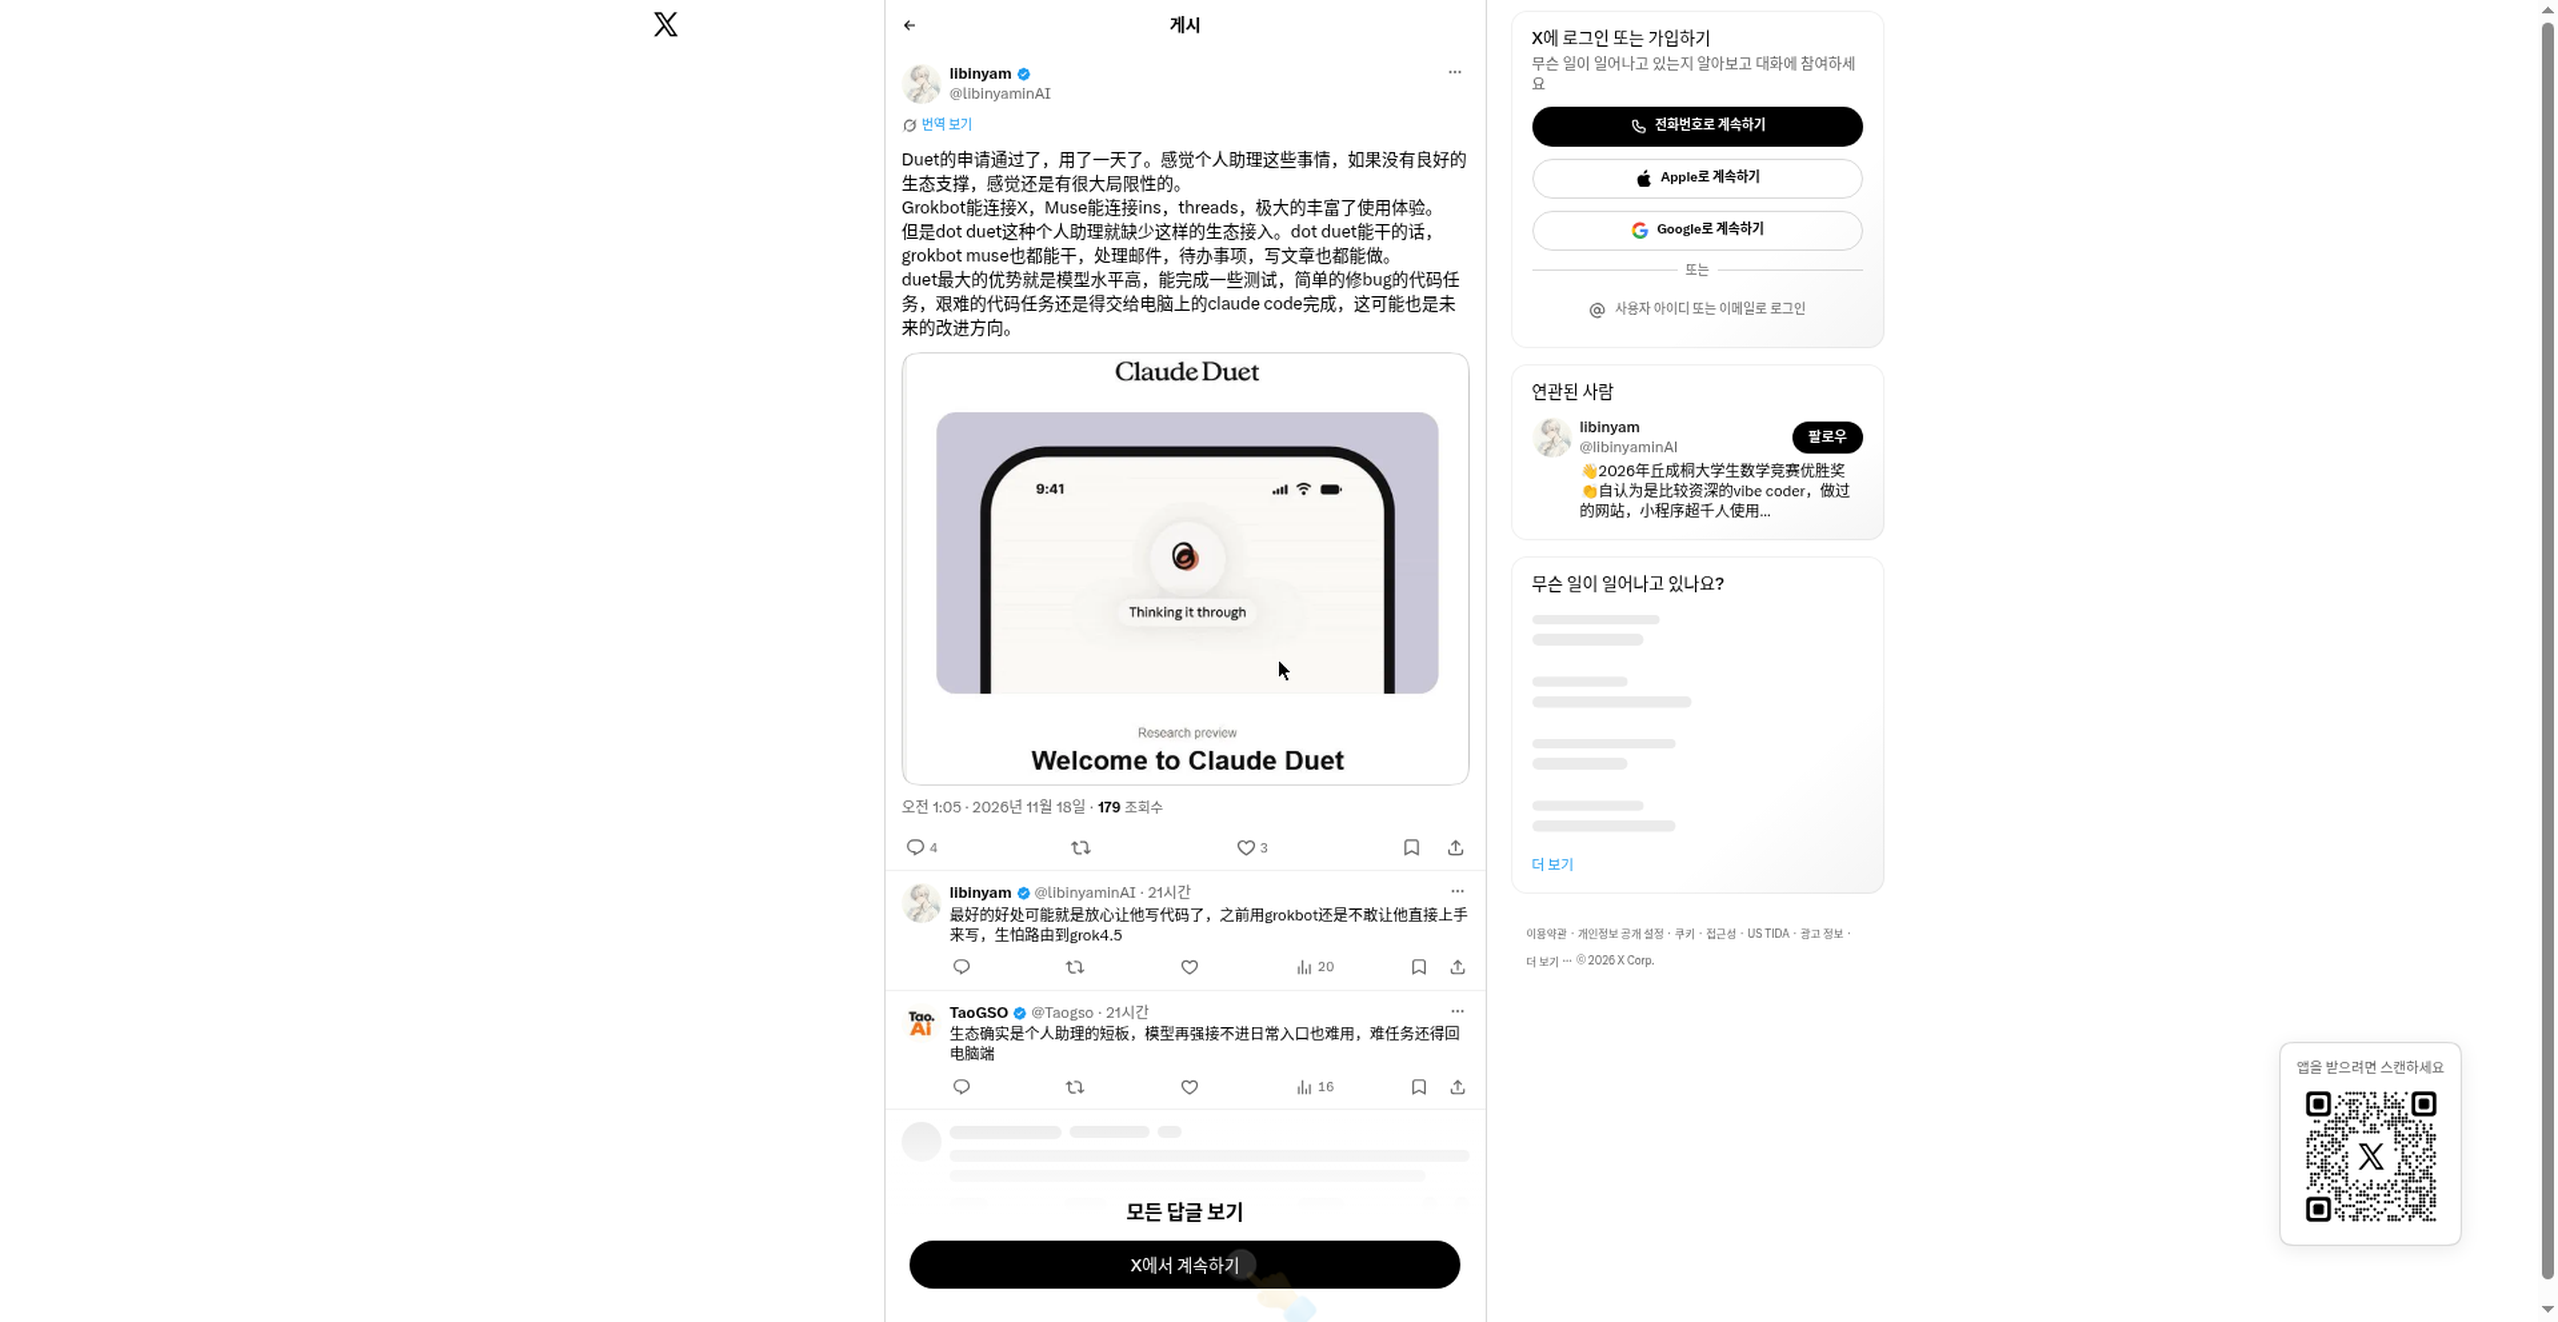 게시
libinyam
@libinyaminAI
번역 보기
Duet的申请通过了，用了一天了。感觉个人助理这些事情，如果没有良好的
生态支撑，感觉还是有很大局限性的。
Grokbot能连接X，Muse能连接ins，threads，极大的丰富了使用体验。
但是dot duet这种个人助理就缺少这样的生态接入。dot duet能干的话，
grokbot muse也都能干，处理邮件，待办事项，写文章也都能做。
duet最大的优势就是模型水平高，能完成一些测试，简单的修bug的代码任
务，艰难的代码任务还是得交给电脑上的claude code完成，这可能也是未
来的改进方向。
Claude Duet
9:41
Thinking it through
Research preview
Welcome to Claude Duet
오전 1:05 · 2026년 11월 18일 · 179 조회수
4
3
libinyam @libinyaminAI · 21시간
最好的好处可能就是放心让他写代码了，之前用grokbot还是不敢让他直接上手
来写，生怕路由到grok4.5
20
TaoGSO @Taogso · 21시간
Tao.
Ai
生态确实是个人助理的短板，模型再强接不进日常入口也难用，难任务还得回
电脑端
16
모든 답글 보기
X에서 계속하기
X에 로그인 또는 가입하기
무슨 일이 일어나고 있는지 알아보고 대화에 참여하세
요
전화번호로 계속하기
Apple로 계속하기
Google로 계속하기
또는
사용자 아이디 또는 이메일로 로그인
연관된 사람
libinyam
@libinyaminAI
팔로우
👋2026年丘成桐大学生数学竞赛优胜奖
👏自认为是比较资深的vibe coder，做过
的网站，小程序超千人使用...
무슨 일이 일어나고 있나요?
더 보기
이용약관 · 개인정보 공개 설정 · 쿠키 · 접근성 · US TIDA · 광고 정보 ·
더 보기 ··· © 2026 X Corp.
앱을 받으려면 스캔하세요